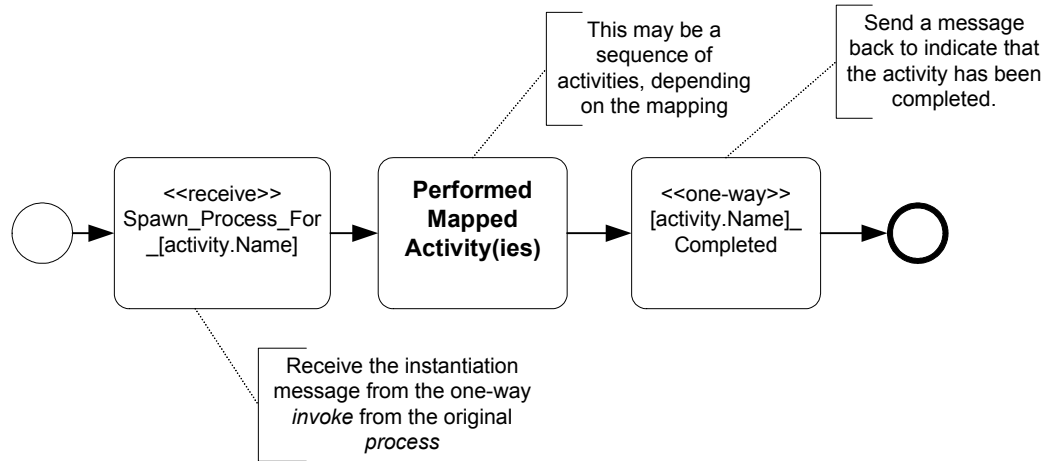 This may be a
sequence of
activities, depending
on the mapping
Send a message
back to indicate that
the activity has been
completed.
<<receive>>
Spawn_Process_For
_[activity.Name]
Performed
Mapped
Activity(ies)
<<one-way>>
[activity.Name]_
Completed
Receive the instantiation
message from the one-way
invoke from the original
process